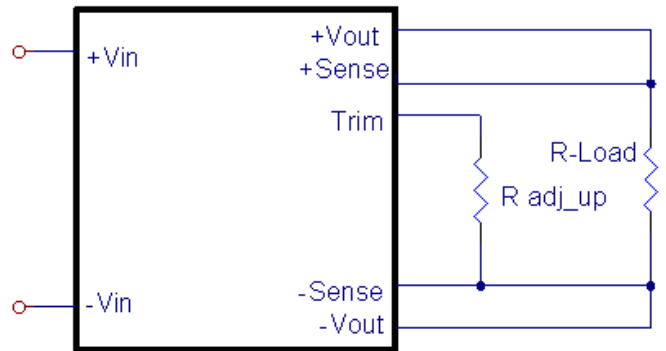 +Vout
+Vin
+Sense
Trim
R-Load
R adj_up
-Sense
-Vin
-Vout